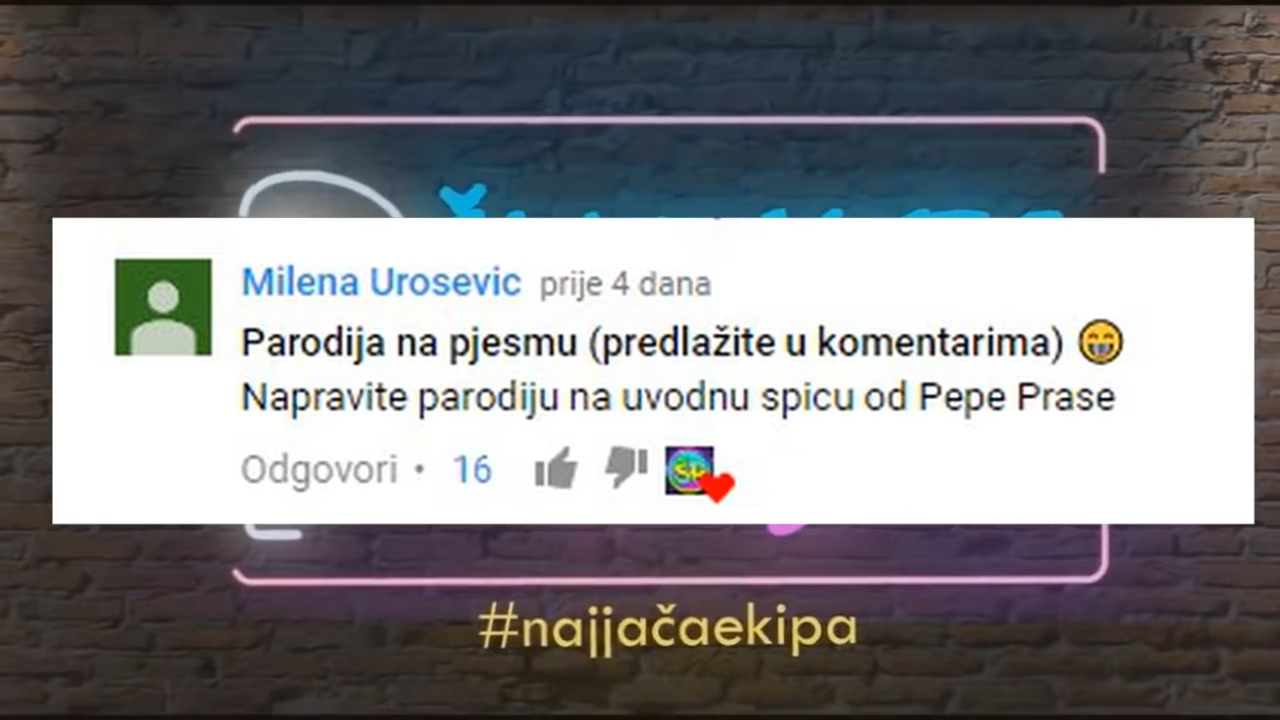 Milena Urosevic prije 4 dana
Parodija na pjesmu (predlažite u komentarima) 😁
Napravite parodiju na uvodnu spicu od Pepe Prase
Odgovori • 16
#najjačaekipa